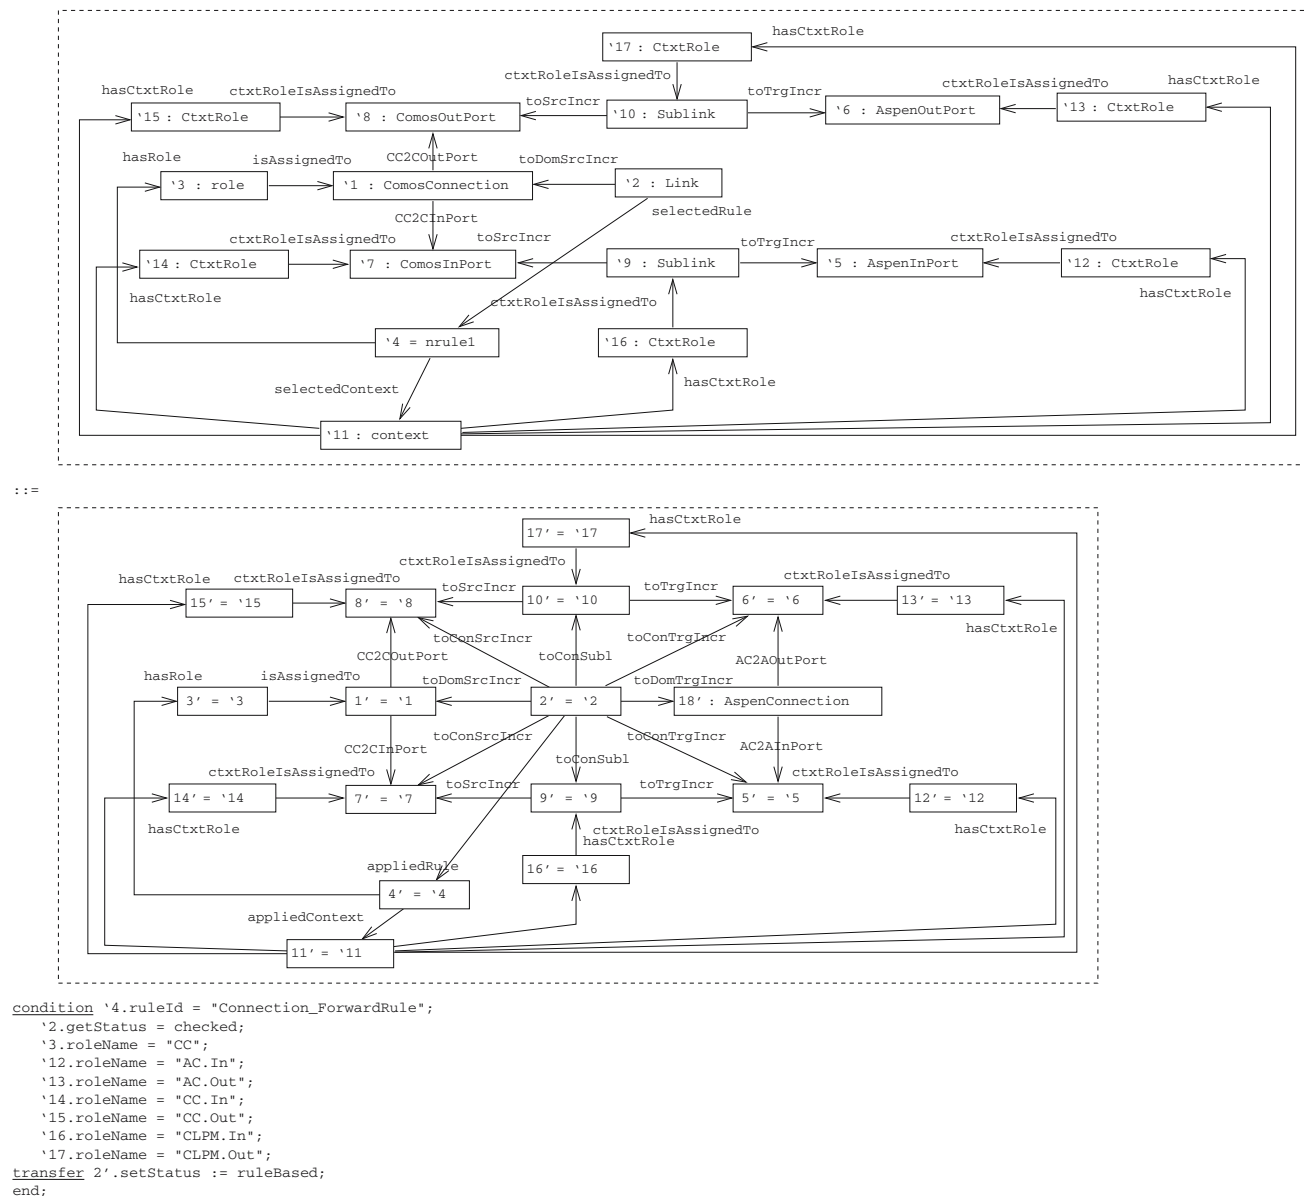 hasCtxtRole
‘17 : CtxtRole
ctxtRoleIsAssignedTo
hasCtxtRole ctxtRoleIsAssignedTo toSrcIncr toTrgIncr ctxtRoleIsAssignedTo hasCtxtRole
‘15 : CtxtRole ‘8 : ComosOutPort ‘10 : Sublink ‘6 : AspenOutPort ‘13 : CtxtRole
hasRole isAssignedTo CC2COutPort toDomSrcIncr
‘3 : role ‘1 : ComosConnection ‘2 : Link
selectedRule
CC2CInPort
ctxtRoleIsAssignedTo toSrcIncr toTrgIncr ctxtRoleIsAssignedTo
‘14 : CtxtRole ‘7 : ComosInPort ‘9 : Sublink ‘5 : AspenInPort ‘12 : CtxtRole
hasCtxtRole ctxtRoleIsAssignedTo hasCtxtRole
‘4 = nrule1 ‘16 : CtxtRole
selectedContext hasCtxtRole
‘11 : context
::=
hasCtxtRole
17’ = ‘17
ctxtRoleIsAssignedTo
hasCtxtRole ctxtRoleIsAssignedTo toSrcIncr toTrgIncr ctxtRoleIsAssignedTo
15’ = ‘15 8’ = ‘8 10’ = ‘10 6’ = ‘6 13’ = ‘13
hasCtxtRole
toConSrcIncr toConTrgIncr
CC2COutPort toConSubl AC2AOutPort
hasRole isAssignedTo toDomSrcIncr toDomTrgIncr
3’ = ‘3 1’ = ‘1 2’ = ‘2 18’ : AspenConnection
toConSrcIncr toConTrgIncr
CC2CInPort toConSubl AC2AInPort
ctxtRoleIsAssignedTo toSrcIncr toTrgIncr ctxtRoleIsAssignedTo
14’ = ‘14 7’ = ‘7 9’ = ‘9 5’ = ‘5 12’ = ‘12
hasCtxtRole ctxtRoleIsAssignedTo hasCtxtRole
hasCtxtRole
appliedRule 16’ = ‘16
4’ = ‘4
appliedContext
11’ = ‘11
condition ‘4.ruleId = "Connection_ForwardRule";
‘2.getStatus = checked;
‘3.roleName = "CC";
‘12.roleName = "AC.In";
‘13.roleName = "AC.Out";
‘14.roleName = "CC.In";
‘15.roleName = "CC.Out";
‘16.roleName = "CLPM.In";
‘17.roleName = "CLPM.Out";
transfer 2’.setStatus := ruleBased;
end;